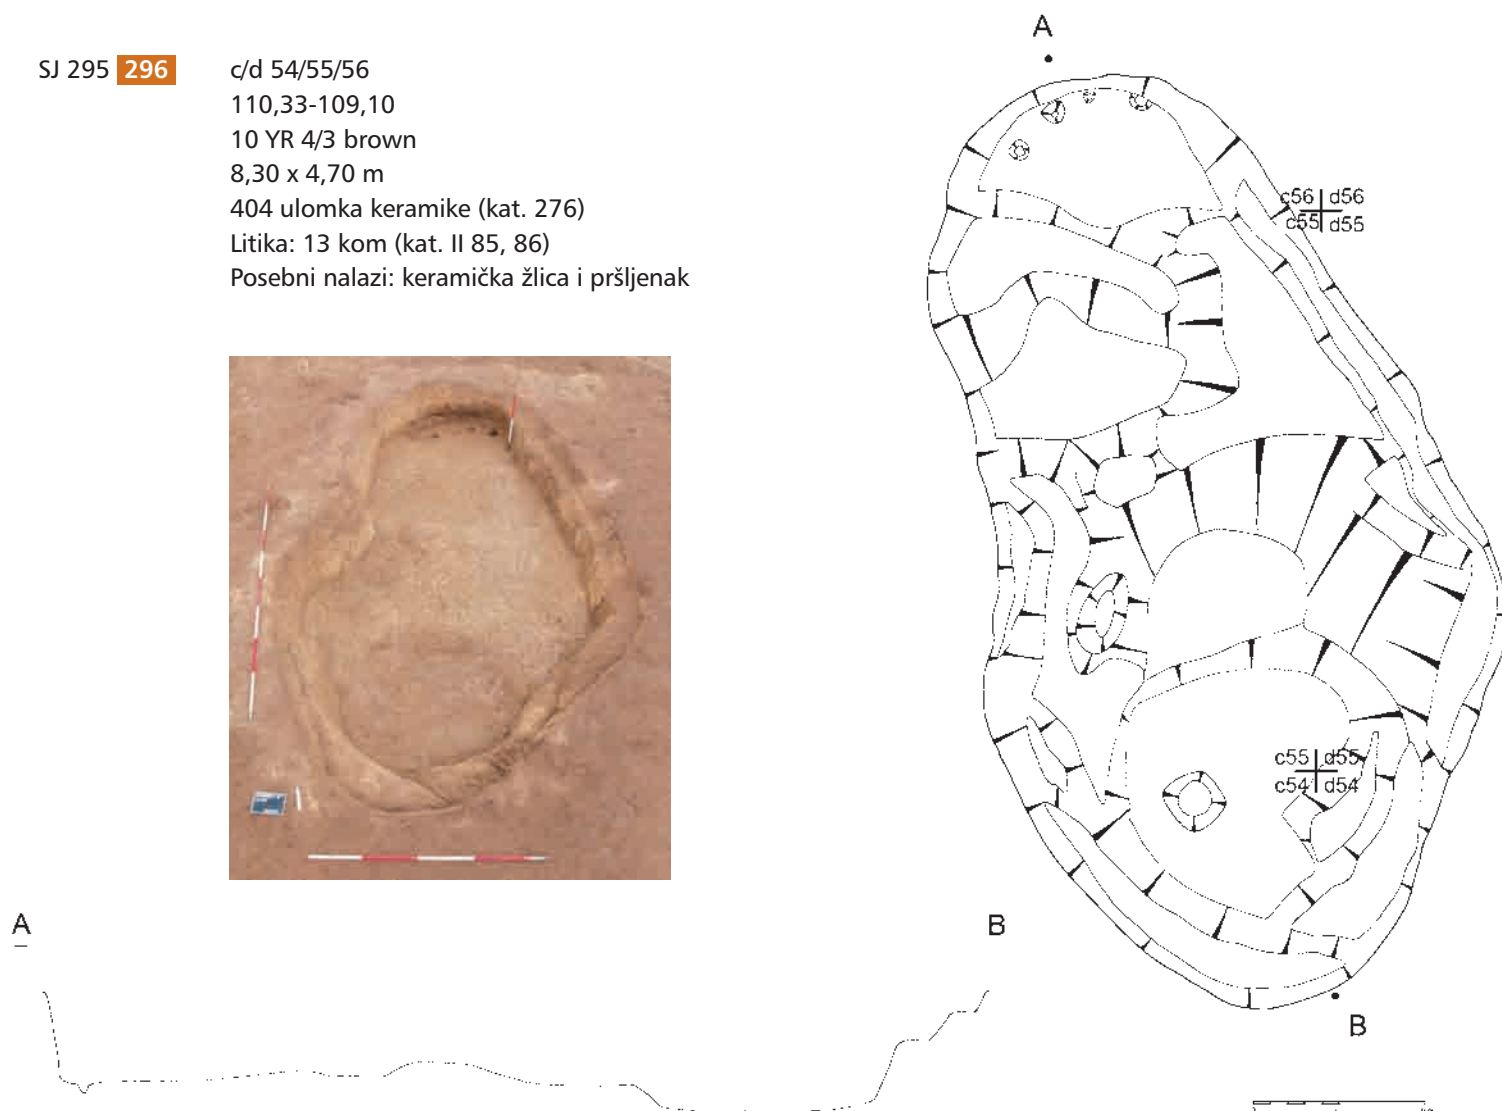 SJ 295 296 c/d 54/55/56
110,33-109,10
10 YR 4/3 brown
8,30 x 4,70 m
404 ulomka keramike (kat. 276)
Litika: 13 kom (kat. II 85, 86)
Posebni nalazi: keramička žlica i pršljenak
A
c56 d56
c55 d55
c55 d55
c54 d54
B
A
B